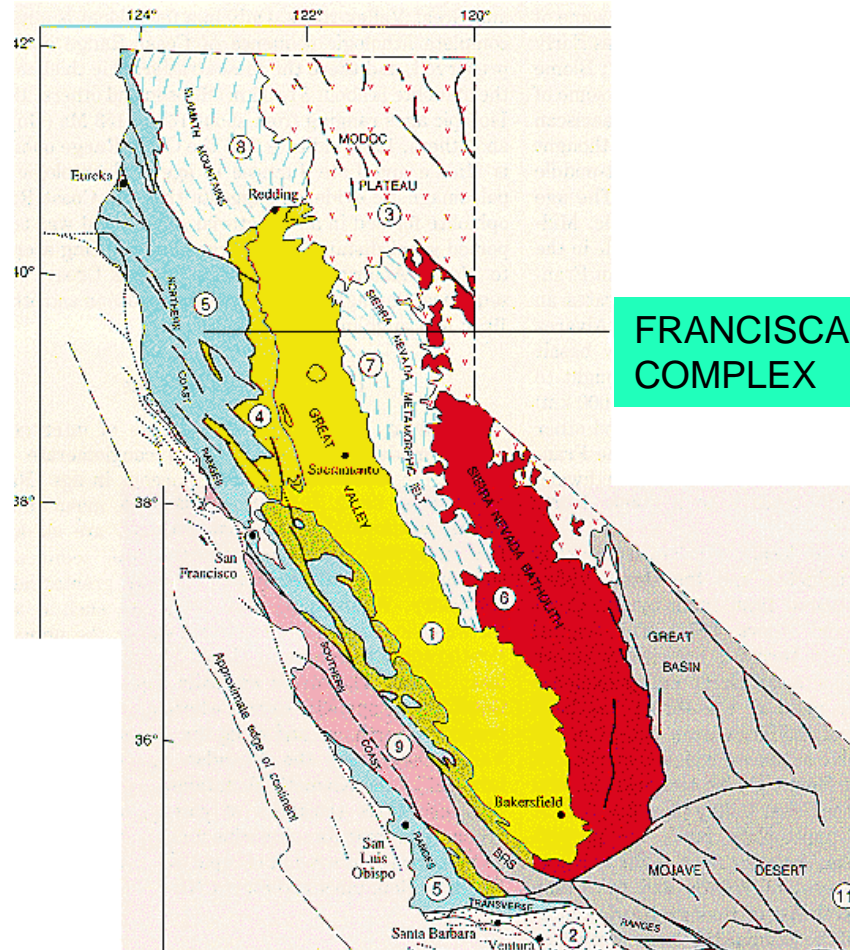 124°
122°
120°
42°
KLAMATH MOUNTAINS
8
MODOC
PLATEAU
3
Eureka
Redding
40°
5
NORTHERN
COAST
RANGES
SIERRA NEVADA METAMORPHIC BELT
7
FRANCISCA
COMPLEX
4
GREAT
VALLEY
Sacramento
38°
38°
San
Francisco
SIERRA NEVADA BATHOLITH
6
1
GREAT
BASIN
SOUTHERN
COAST
RANGES
Approximate edge of continent
36°
9
Bakersfield
San
Luis
Obispo
BRS
MOJAVE DESERT
5
11
TRANSVERSE
RANGES
Santa Barbara
Ventura
2